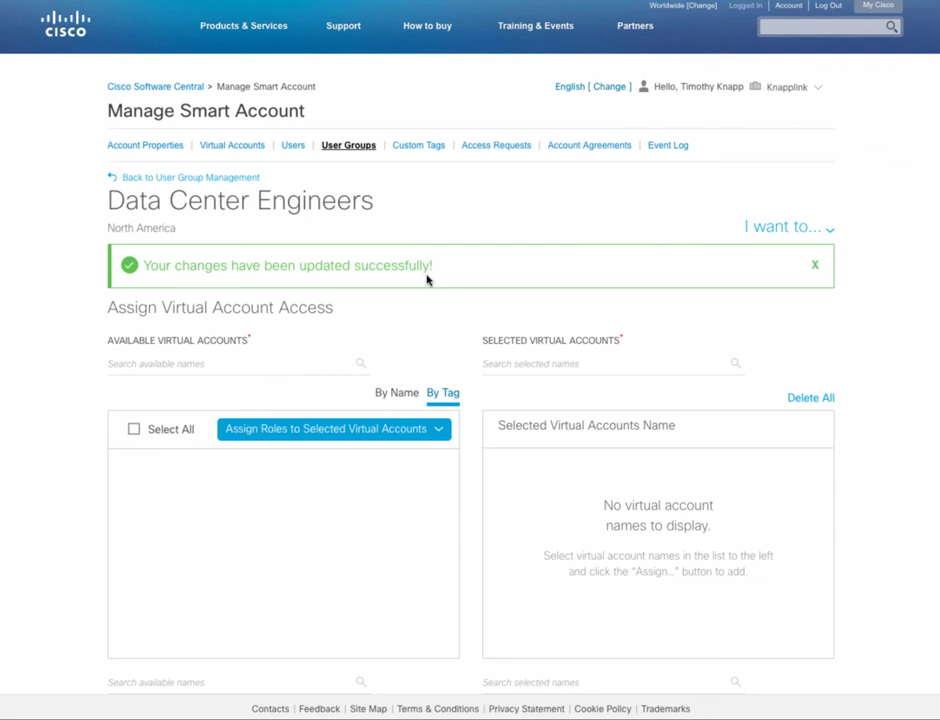 Worldwide [Change] Logged In | Account | Log Out | My Cisco
CISCO
Products & Services Support How to buy Training & Events Partners
Cisco Software Central > Manage Smart Account
English [ Change ] Hello, Timothy Knapp Knapplink
Manage Smart Account
Account Properties | Virtual Accounts | Users | User Groups | Custom Tags | Access Requests | Account Agreements | Event Log
Back to User Group Management
Data Center Engineers
North America
I want to...
Your changes have been updated successfully! X
Assign Virtual Account Access
AVAILABLE VIRTUAL ACCOUNTS* SELECTED VIRTUAL ACCOUNTS*
Search available names Search selected names
By Name By Tag Delete All
Select All Assign Roles to Selected Virtual Accounts Selected Virtual Accounts Name
No virtual account
names to display.
Select virtual account names in the list to the left
and click the “Assign...” button to add.
Search available names Search selected names
Contacts | Feedback | Site Map | Terms & Conditions | Privacy Statement | Cookie Policy | Trademarks